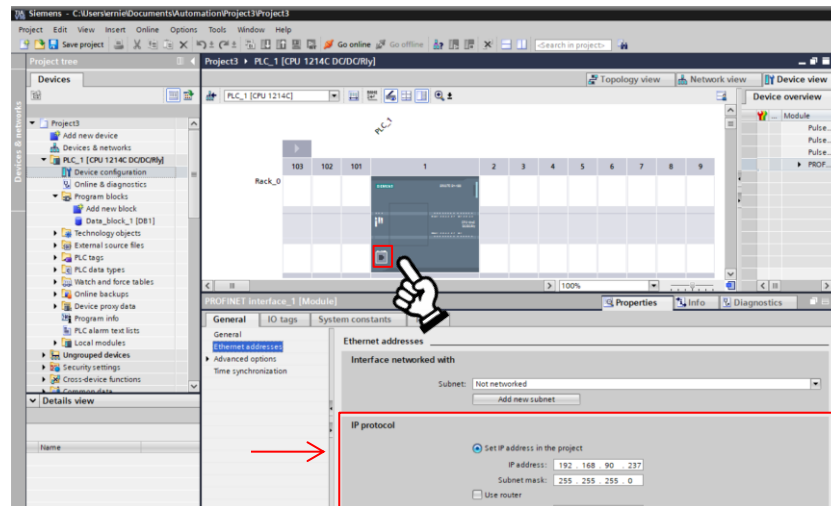 Siemens - C:\Users\ernie\Documents\Automation\Project3\Project3
Project Edit View Insert Online Options Tools Window Help
Save project Go online Go offline <Search in project>
Project tree
Project3 ▸ PLC_1 [CPU 1214C DC/DC/Rly]
Devices
Topology view Network view Device view
PLC_1 [CPU 1214C]
Device overview
Devices & networks
Module
Pulse...
Pulse...
Pulse...
PROF...
PLC_1
103 102 101 1 2 3 4 5 6 7 8 9
Rack_0
SIEMENS
Project3
Add new device
Devices & networks
PLC_1 [CPU 1214C DC/DC/Rly]
Device configuration
Online & diagnostics
Program blocks
Add new block
Data_block_1 [DB1]
Technology objects
External source files
PLC tags
PLC data types
Watch and force tables
Online backups
Device proxy data
Program info
PLC alarm text lists
Local modules
Ungrouped devices
Security settings
Cross-device functions
Common data
Details view
Name
100%
PROFINET interface_1 [Module]
Properties Info Diagnostics
General IO tags System constants
General
Ethernet addresses
Advanced options
Time synchronization
Ethernet addresses
Interface networked with
Subnet: Not networked
Add new subnet
IP protocol
Set IP address in the project
IP address: 192 . 168 . 90 . 237
Subnet mask: 255 . 255 . 255 . 0
Use router